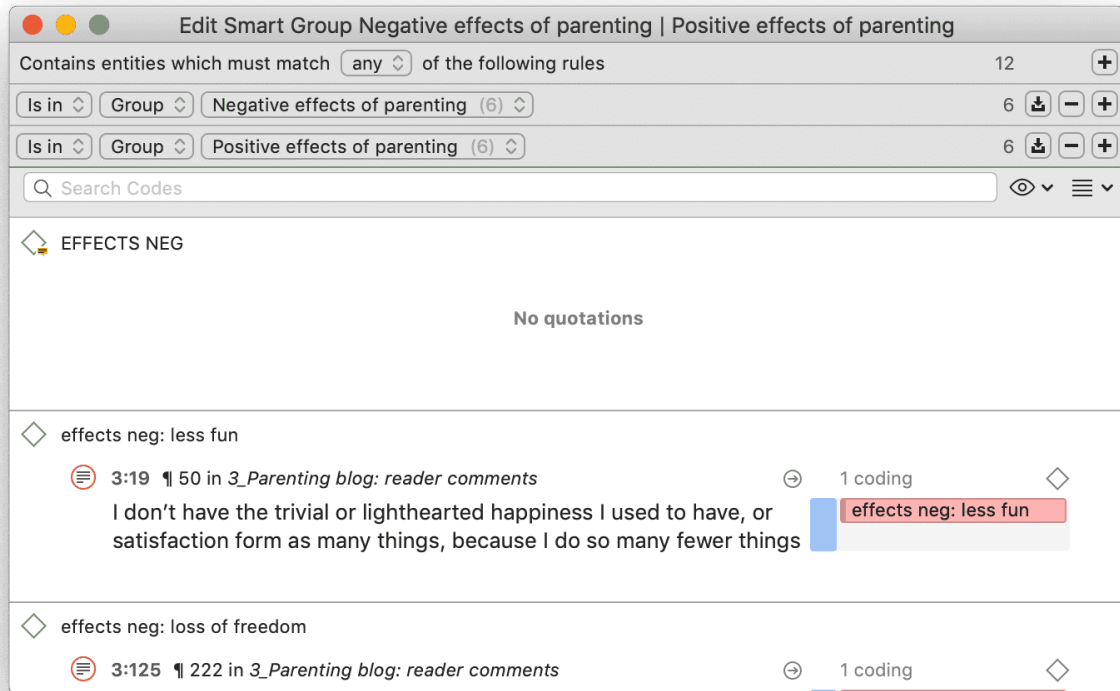 Edit Smart Group Negative effects of parenting | Positive effects of parenting
Contains entities which must match any of the following rules 12
Is in Group Negative effects of parenting (6) 6
Is in Group Positive effects of parenting (6) 6
Search Codes
EFFECTS NEG
No quotations
effects neg: less fun
3:19 ¶ 50 in 3_Parenting blog: reader comments 1 coding
I don’t have the trivial or lighthearted happiness I used to have, or effects neg: less fun
satisfaction form as many things, because I do so many fewer things
effects neg: loss of freedom
3:125 ¶ 222 in 3_Parenting blog: reader comments 1 coding